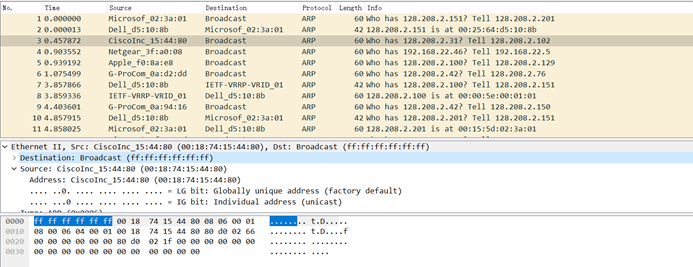 No. Time Source Destination Protocol Length Info
1 0.000000 Microsof_02:3a:01 Broadcast ARP 60 Who has 128.208.2.151? Tell 128.208.2.201
2 0.000013 Dell_d5:10:8b Microsof_02:3a:01 ARP 42 128.208.2.151 is at 00:25:64:d5:10:8b
3 0.457872 CiscoInc_15:44:80 Broadcast ARP 60 Who has 128.208.2.31? Tell 128.208.2.102
4 0.903552 Netgear_3f:a0:08 Broadcast ARP 60 Who has 192.168.22.46? Tell 192.168.22.5
5 0.939192 Apple_f0:8a:e8 Broadcast ARP 60 Who has 128.208.2.100? Tell 128.208.2.129
6 1.075499 G-ProCom_0a:d2:dd Broadcast ARP 60 Who has 128.208.2.42? Tell 128.208.2.76
7 3.857866 Dell_d5:10:8b IETF-VRRP-VRID_01 ARP 42 Who has 128.208.2.100? Tell 128.208.2.151
8 3.859336 IETF-VRRP-VRID_01 Dell_d5:10:8b ARP 60 128.208.2.100 is at 00:00:5e:00:01:01
9 4.403601 G-ProCom_0a:94:16 Broadcast ARP 60 Who has 128.208.2.42? Tell 128.208.2.150
10 4.857915 Dell_d5:10:8b Microsof_02:3a:01 ARP 42 Who has 128.208.2.201? Tell 128.208.2.151
11 4.858025 Microsof_02:3a:01 Dell_d5:10:8b ARP 60 128.208.2.201 is at 00:15:5d:02:3a:01
Ethernet II, Src: CiscoInc_15:44:80 (00:18:74:15:44:80), Dst: Broadcast (ff:ff:ff:ff:ff:ff)
Destination: Broadcast (ff:ff:ff:ff:ff:ff)
Source: CiscoInc_15:44:80 (00:18:74:15:44:80)
Address: CiscoInc_15:44:80 (00:18:74:15:44:80)
.... ..0. .... .... .... .... = LG bit: Globally unique address (factory default)
.... ...0 .... .... .... .... = IG bit: Individual address (unicast)
0000 ff ff ff ff ff ff 00 18 74 15 44 80 08 06 00 01 ........ t.D.....
0010 08 00 06 04 00 01 00 18 74 15 44 80 80 d0 02 66 ........ t.D....f
0020 00 00 00 00 00 00 80 d0 02 1f 00 00 00 00 00 00 ........ ........
0030 00 00 00 00 00 00 00 00 00 00 00 00 ........ ....